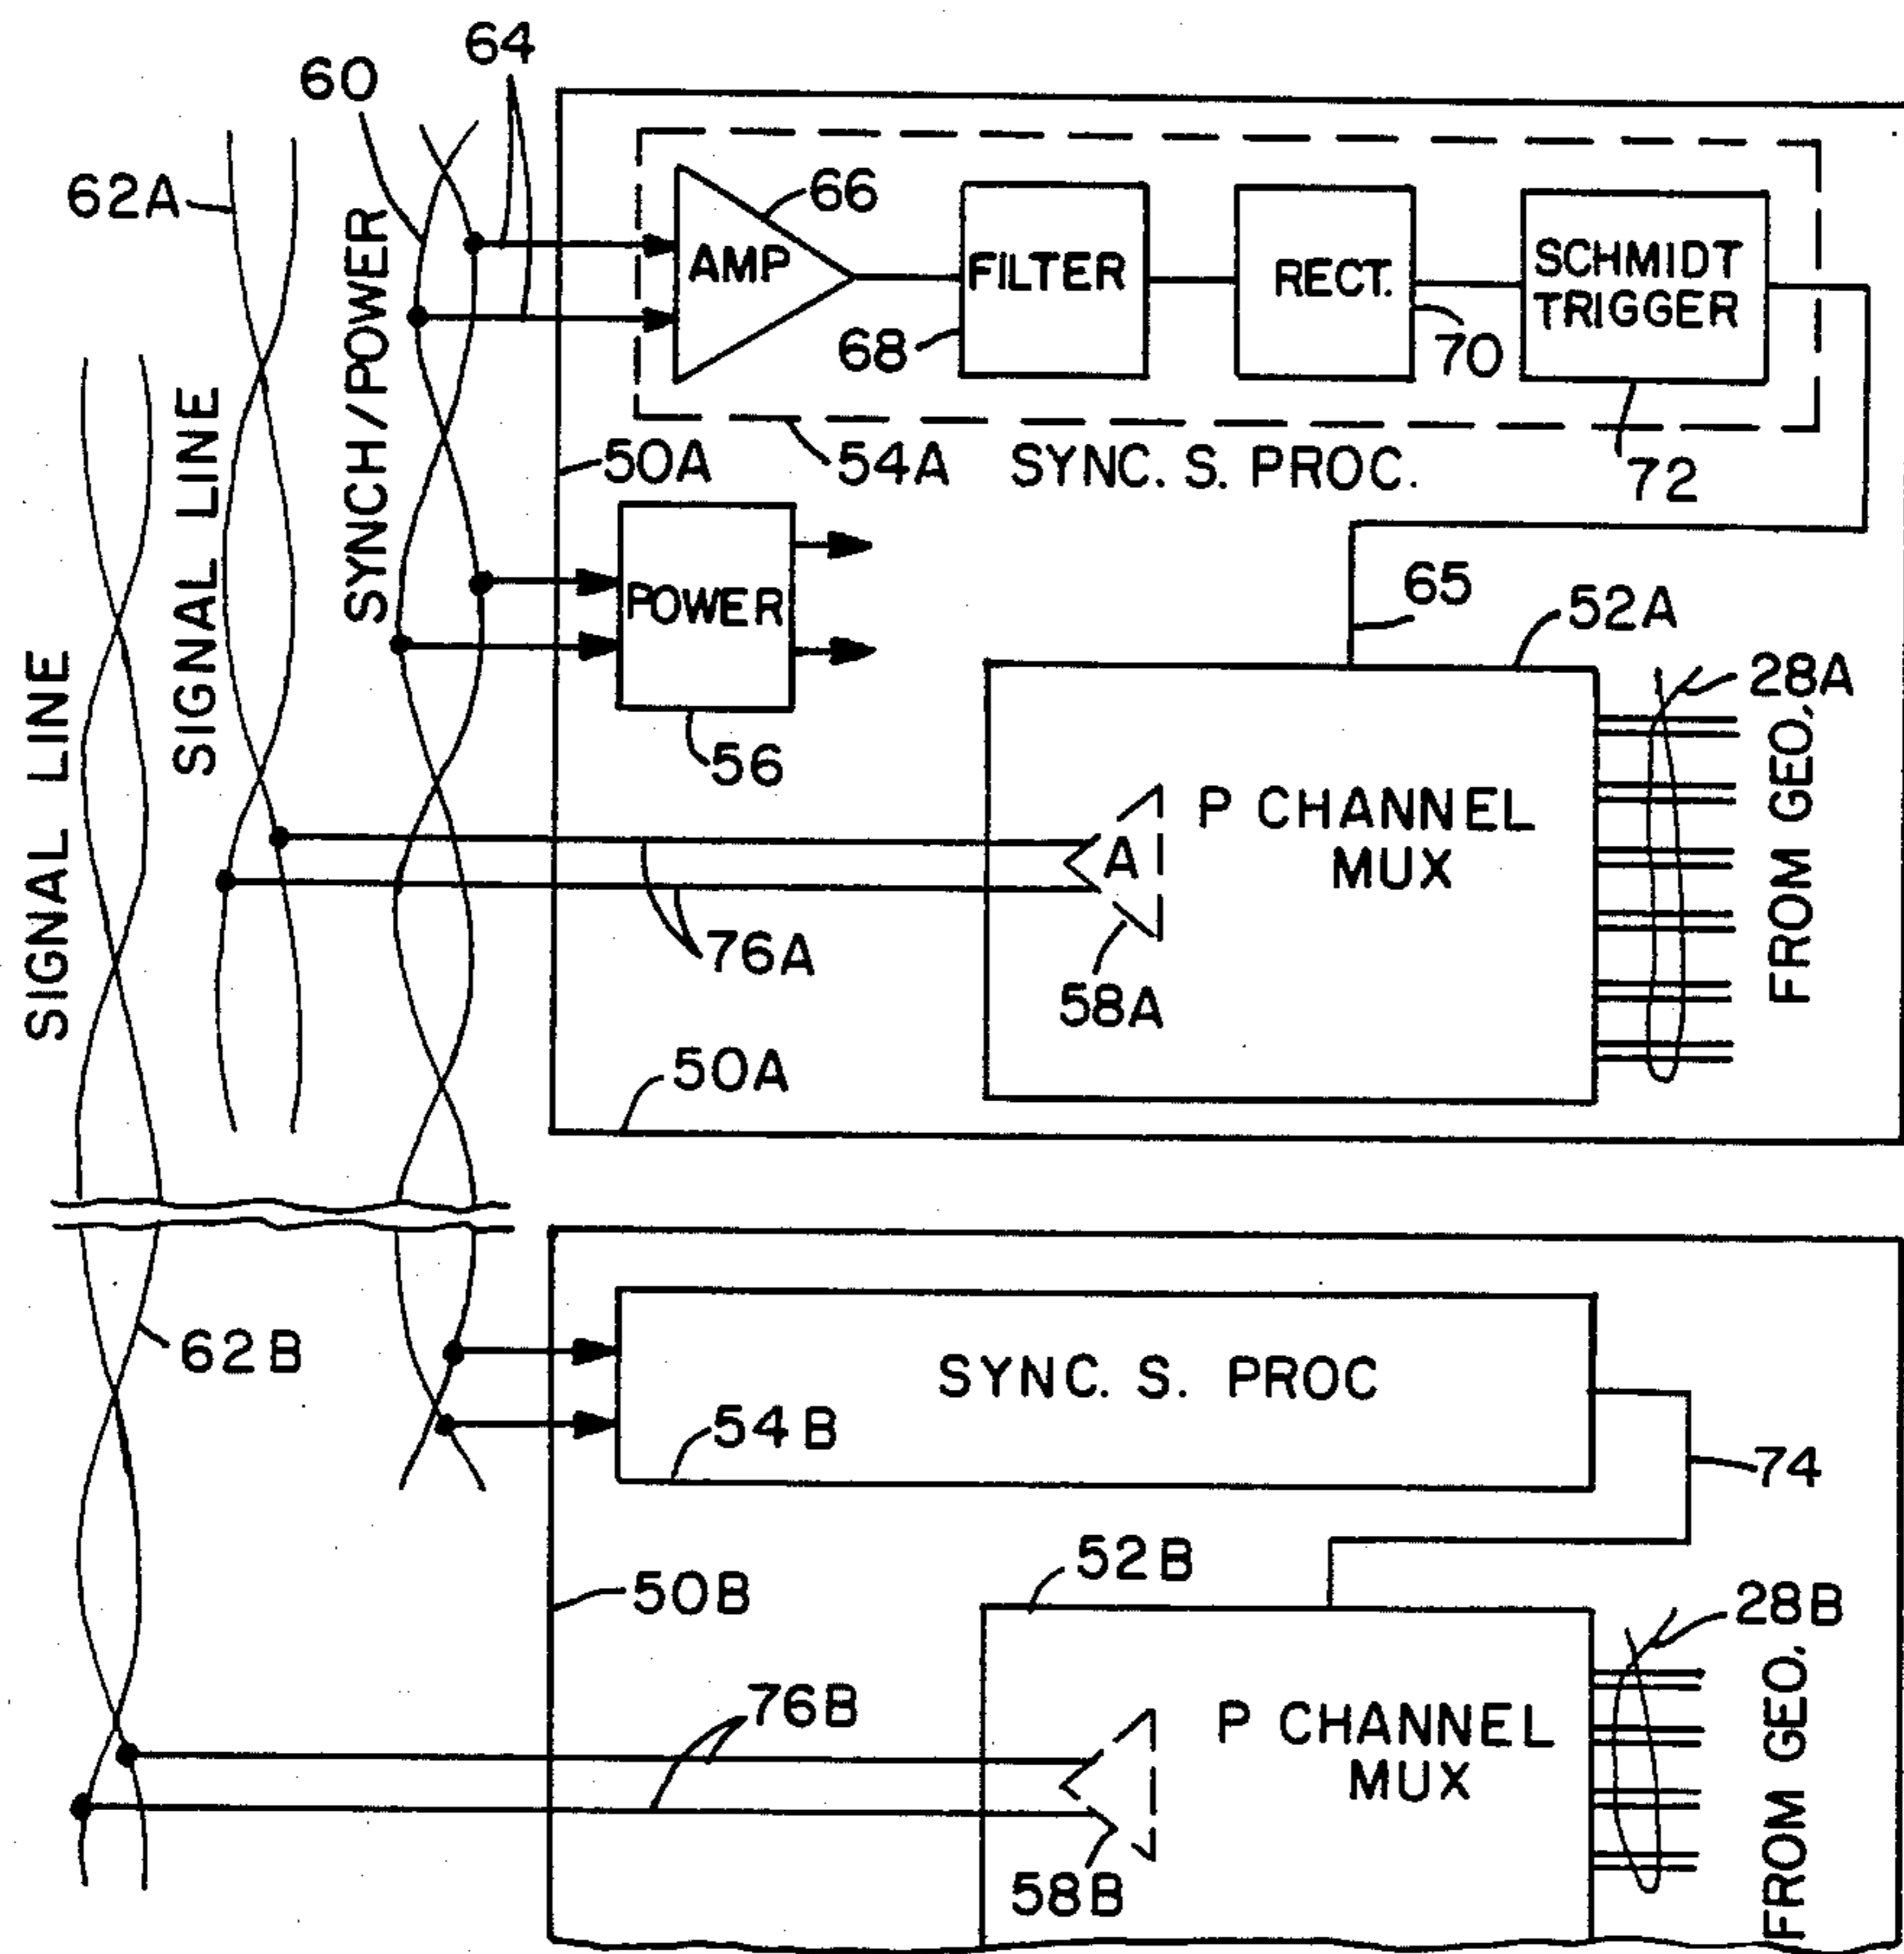 64
60
62A
66
AMP
FILTER
RECT.
SCHMIDT
TRIGGER
68
70
72
SYNCH/POWER
SIGNAL LINE
SIGNAL LINE
50A
54A
SYNC. S. PROC.
POWER
56
65
52A
28A
FROM GEO,
P CHANNEL
MUX
A
76A
58A
50A
62B
SYNC. S. PROC
54B
74
52B
50B
28B
FROM GEO,
76B
P CHANNEL
MUX
58B